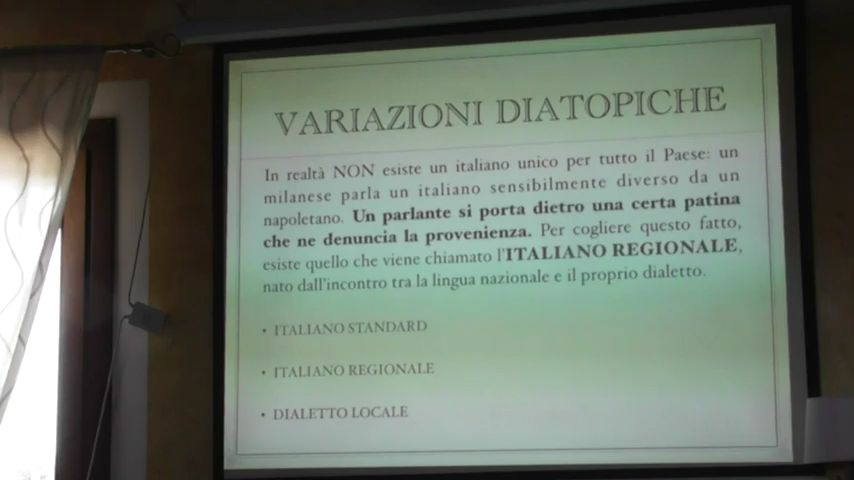 VARIAZIONI DIATOPICHE
In realtà NON esiste un italiano unico per tutto il Paese: un
milanese parla un italiano sensibilmente diverso da un
napoletano. Un parlante si porta dietro una certa patina
che ne denuncia la provenienza. Per cogliere questo fatto,
esiste quello che viene chiamato l'ITALIANO REGIONALE,
nato dall'incontro tra la lingua nazionale e il proprio dialetto.
• ITALIANO STANDARD
• ITALIANO REGIONALE
• DIALETTO LOCALE